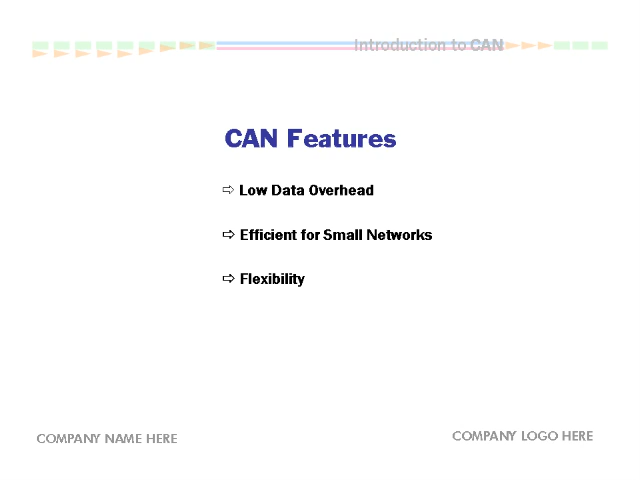 Introduction to CAN
CAN Features
⇨ Low Data Overhead
⇨ Efficient for Small Networks
⇨ Flexibility
COMPANY NAME HERE
COMPANY LOGO HERE